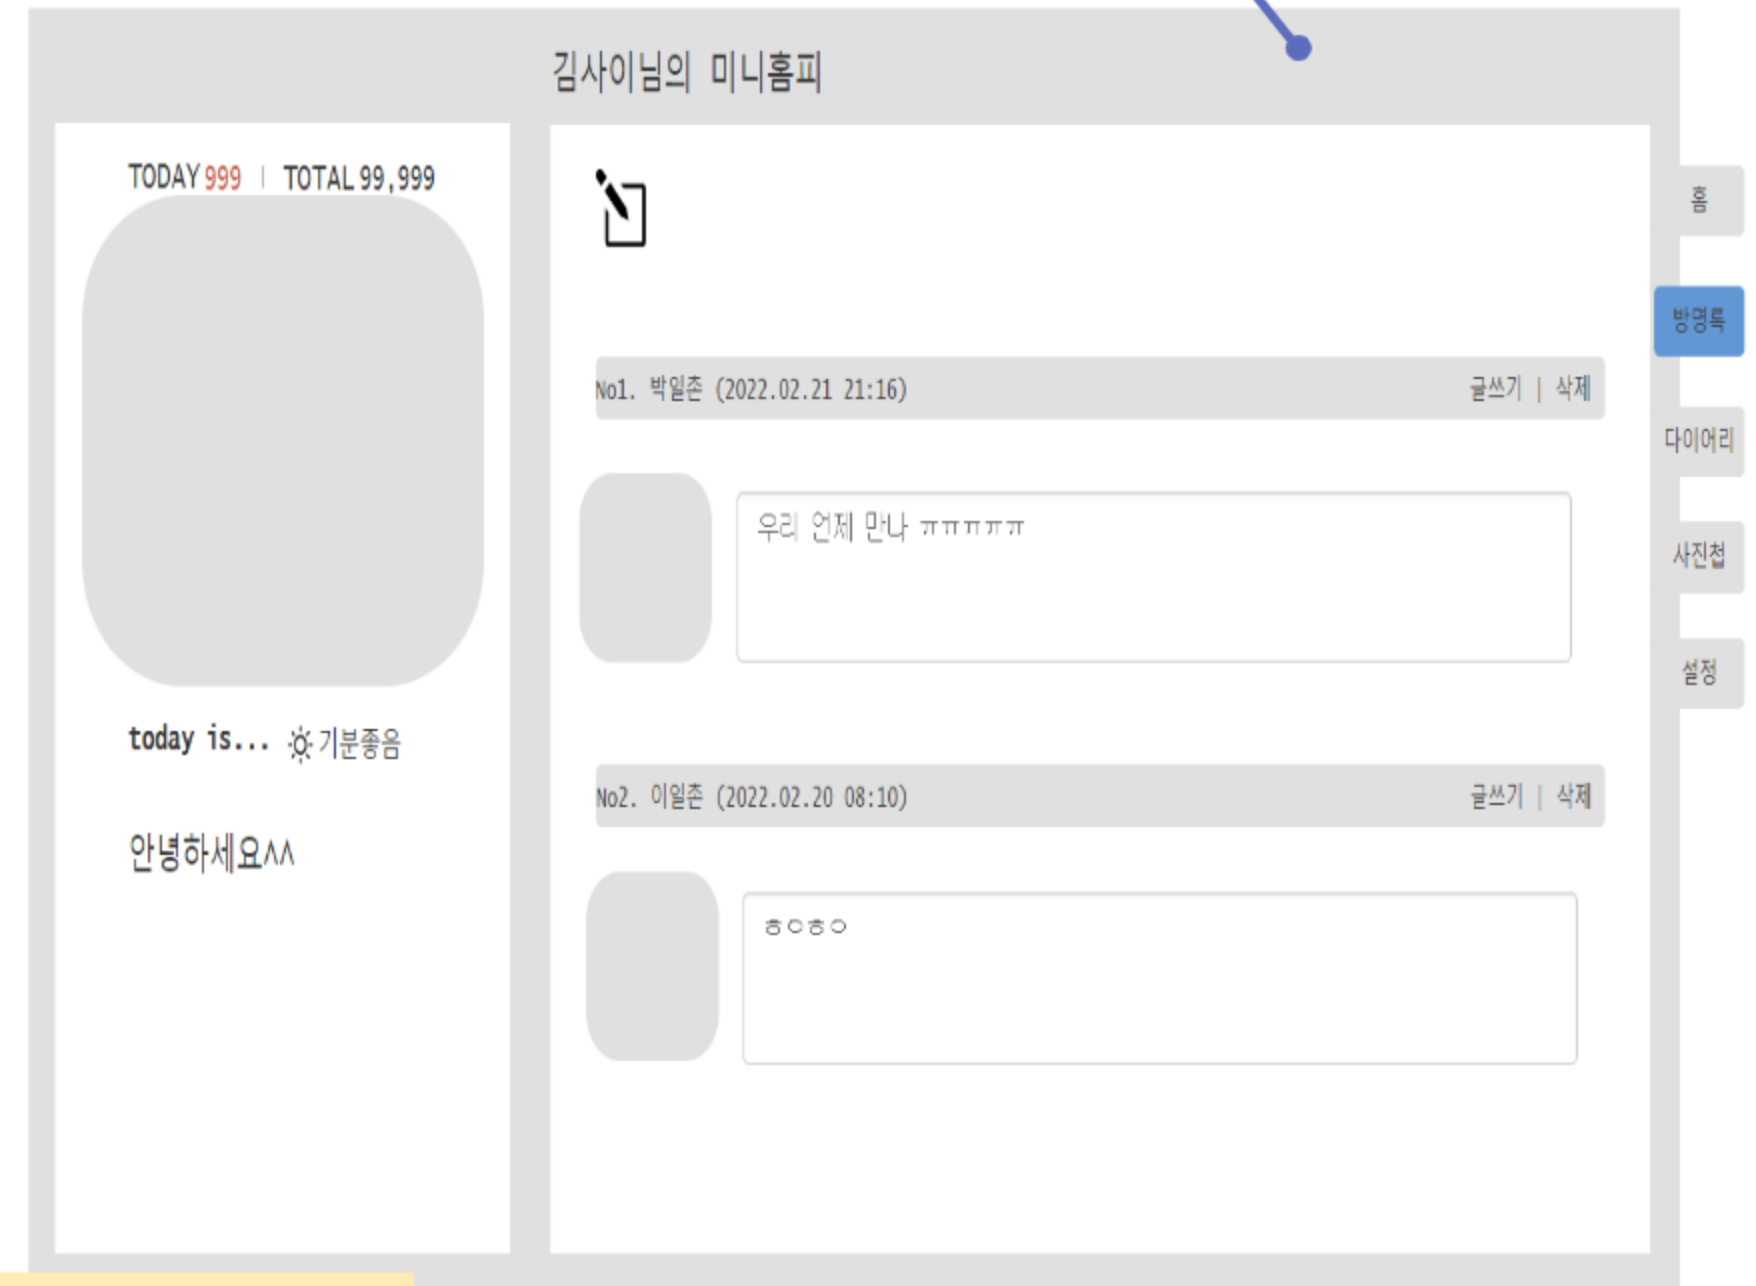 김사이님의 미니홈피
TODAY 999 | TOTAL 99,999
today is... 기분좋음
안녕하세요^^
No1. 박일촌 (2022.02.21 21:16) 글쓰기 | 삭제
우리 언제 만나 ㅠㅠㅠㅠㅠ
No2. 이일촌 (2022.02.20 08:10) 글쓰기 | 삭제
ㅎㅇㅎㅇ
홈
방명록
다이어리
사진첩
설정